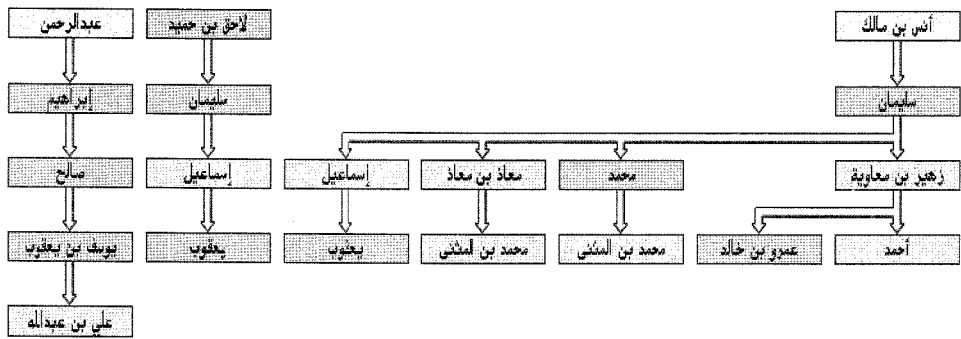 أنس بن مالك
لاحق بن حميد
عبدالرحمن
سليمان
سليمان
إبراهيم
زهير بن معاوية
محمد
معاذ بن معاذ
إسماعيل
إسماعيل
صالح
أحمد
عمرو بن خالد
محمد بن المثنى
محمد بن المثنى
يعقوب
يعقوب
يوسف بن يعقوب
علي بن عبدالله